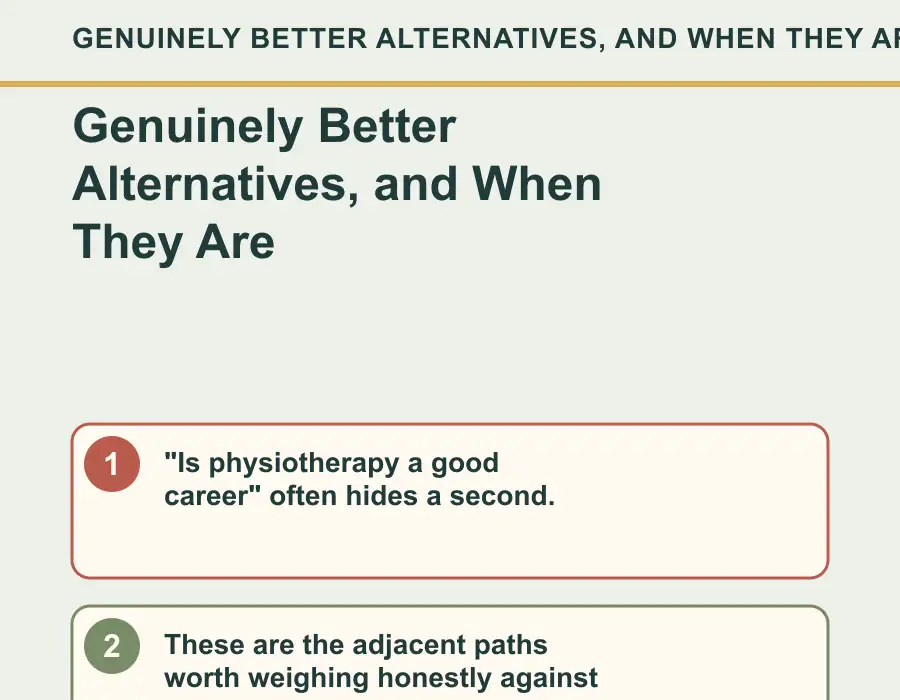 GENUINELY BETTER ALTERNATIVES, AND WHEN THEY
Genuinely Better
Alternatives, and When
They Are
1
"Is physiotherapy a good
career" often hides a second.
2
These are the adjacent paths
worth weighing honestly against